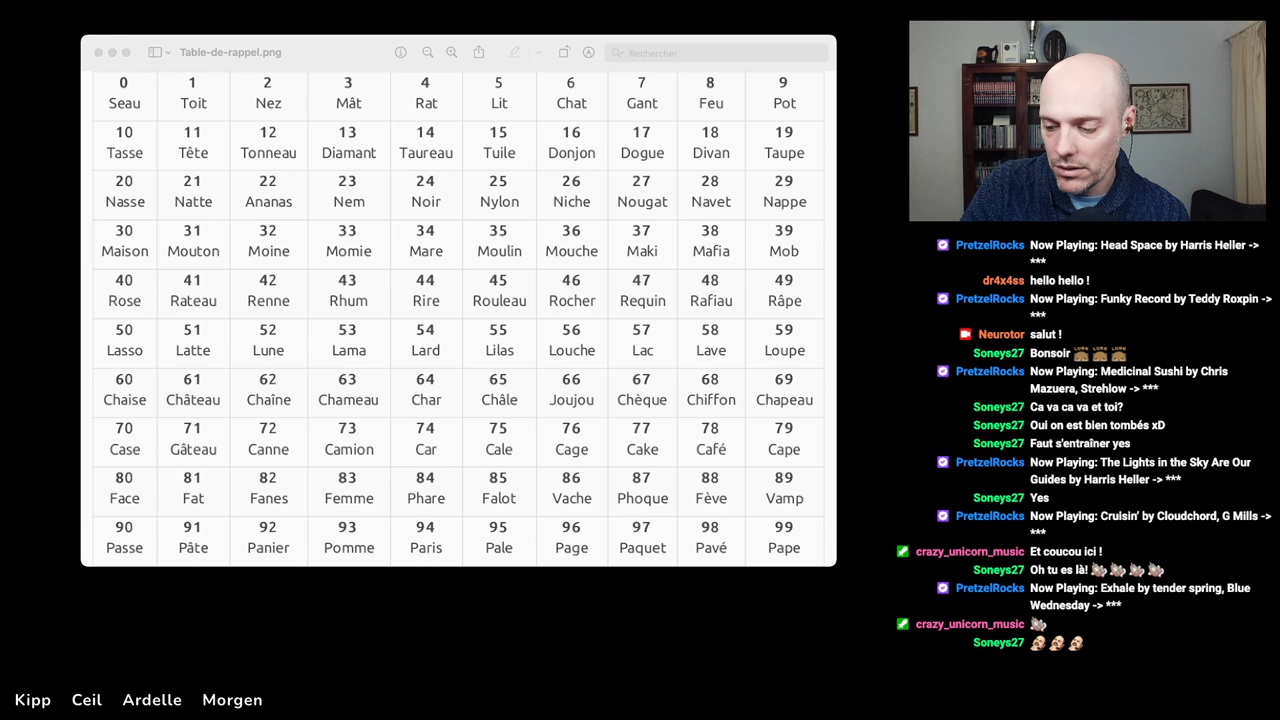 Table-de-rappel.png
Rechercher
0 1 2 3 4 5 6 7 8 9
Seau Toit Nez Mât Rat Lit Chat Gant Feu Pot
10 11 12 13 14 15 16 17 18 19
Tasse Tête Tonneau Diamant Taureau Tuile Donjon Dogue Divan Taupe
20 21 22 23 24 25 26 27 28 29
Nasse Natte Ananas Nem Noir Nylon Niche Nougat Navet Nappe
30 31 32 33 34 35 36 37 38 39
Maison Mouton Moine Momie Mare Moulin Mouche Maki Mafia Mob
40 41 42 43 44 45 46 47 48 49
Rose Rateau Renne Rhum Rire Rouleau Rocher Requin Rafiau Râpe
50 51 52 53 54 55 56 57 58 59
Lasso Latte Lune Lama Lard Lilas Louche Lac Lave Loupe
60 61 62 63 64 65 66 67 68 69
Chaise Château Chaîne Chameau Char Châle Joujou Chèque Chiffon Chapeau
70 71 72 73 74 75 76 77 78 79
Case Gâteau Canne Camion Car Cale Cage Cake Café Cape
80 81 82 83 84 85 86 87 88 89
Face Fat Fanes Femme Phare Falot Vache Phoque Fève Vamp
90 91 92 93 94 95 96 97 98 99
Passe Pâte Panier Pomme Paris Pale Page Paquet Pavé Pape
PretzelRocks Now Playing: Head Space by Harris Heller ->
***
dr4x4ss hello hello !
PretzelRocks Now Playing: Funky Record by Teddy Roxpin ->
***
Neurotor salut !
Soneys27 Bonsoir
PretzelRocks Now Playing: Medicinal Sushi by Chris
Mazuera, Strehlow -> ***
Soneys27 Ca va ca va et toi?
Soneys27 Oui on est bien tombés xD
Soneys27 Faut s'entraîner yes
PretzelRocks Now Playing: The Lights in the Sky Are Our
Guides by Harris Heller -> ***
Soneys27 Yes
PretzelRocks Now Playing: Cruisin' by Cloudchord, G Mills ->
***
crazy_unicorn_music Et coucou ici !
Soneys27 Oh tu es là!
PretzelRocks Now Playing: Exhale by tender spring, Blue
Wednesday -> ***
crazy_unicorn_music
Soneys27
Kipp Ceil Ardelle Morgen